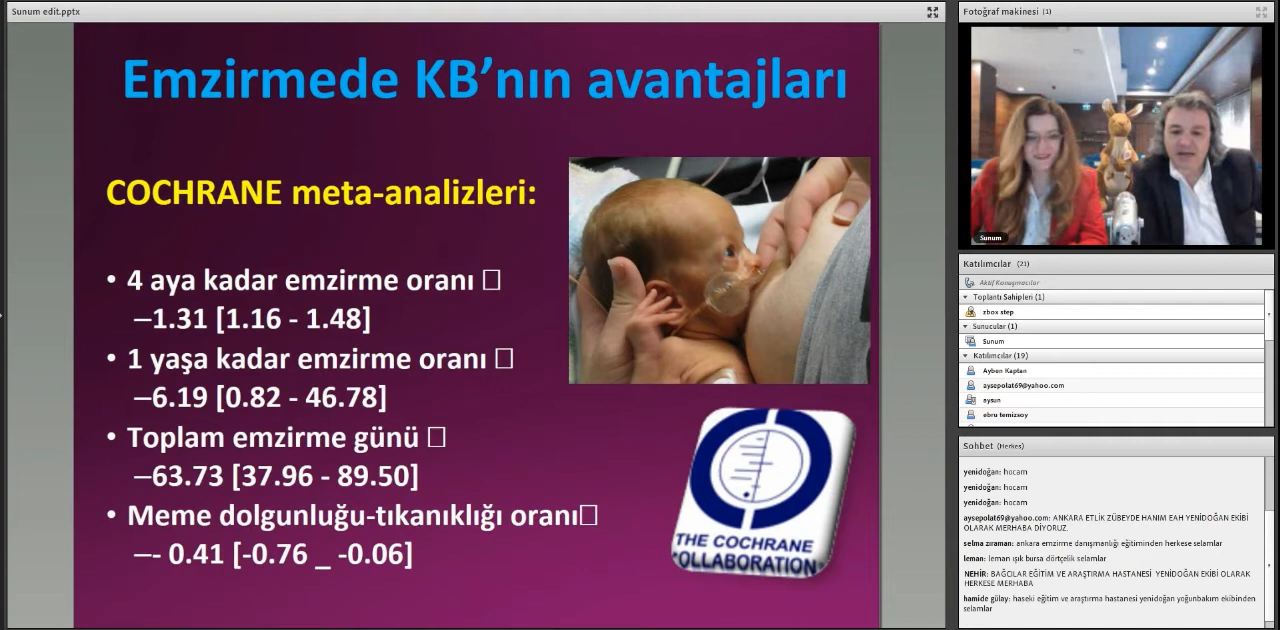 Sunum edit.pptx
Emzirmede KB’nın avantajları
COCHRANE meta-analizleri:
• 4 aya kadar emzirme oranı □
–1.31 [1.16 - 1.48]
• 1 yaşa kadar emzirme oranı □
–6.19 [0.82 - 46.78]
• Toplam emzirme günü □
–63.73 [37.96 - 89.50]
• Meme dolgunluğu-tıkanıklığı oranı□
–- 0.41 [-0.76 _ -0.06]
THE COCHRANE
COLLABORATION®
Fotoğraf makinesi (1)
Sunum
Katılımcılar (21)
Aktif Konuşmacılar
Toplantı Sahipleri (1)
zbox step
Sunucular (1)
Sunum
Katılımcılar (19)
Ayben Kaptan
aysepolat69@yahoo.com
aysun
ebru temizsoy
Sohbet (Herkes)
yenidoğan: hocam
yenidoğan: hocam
yenidoğan: hocam
aysepolat69@yahoo.com: ANKARA ETLİK ZÜBEYDE HANIM EAH YENİDOĞAN EKİBİ
OLARAK MERHABA DİYORUZ.
selma zıraman: ankara emzirme danışmanlığı eğitiminden herkese selamlar
leman: leman ışık bursa dörtçelik selamlar
NEHİR: BAĞCILAR EĞİTİM VE ARAŞTIRMA HASTANESİ YENİDOĞAN EKİBİ OLARAK
HERKESE MERHABA
hamide gülay: haseki eğitim ve araştırma hastanesi yenidoğan yoğunbakım ekibinden
selamlar